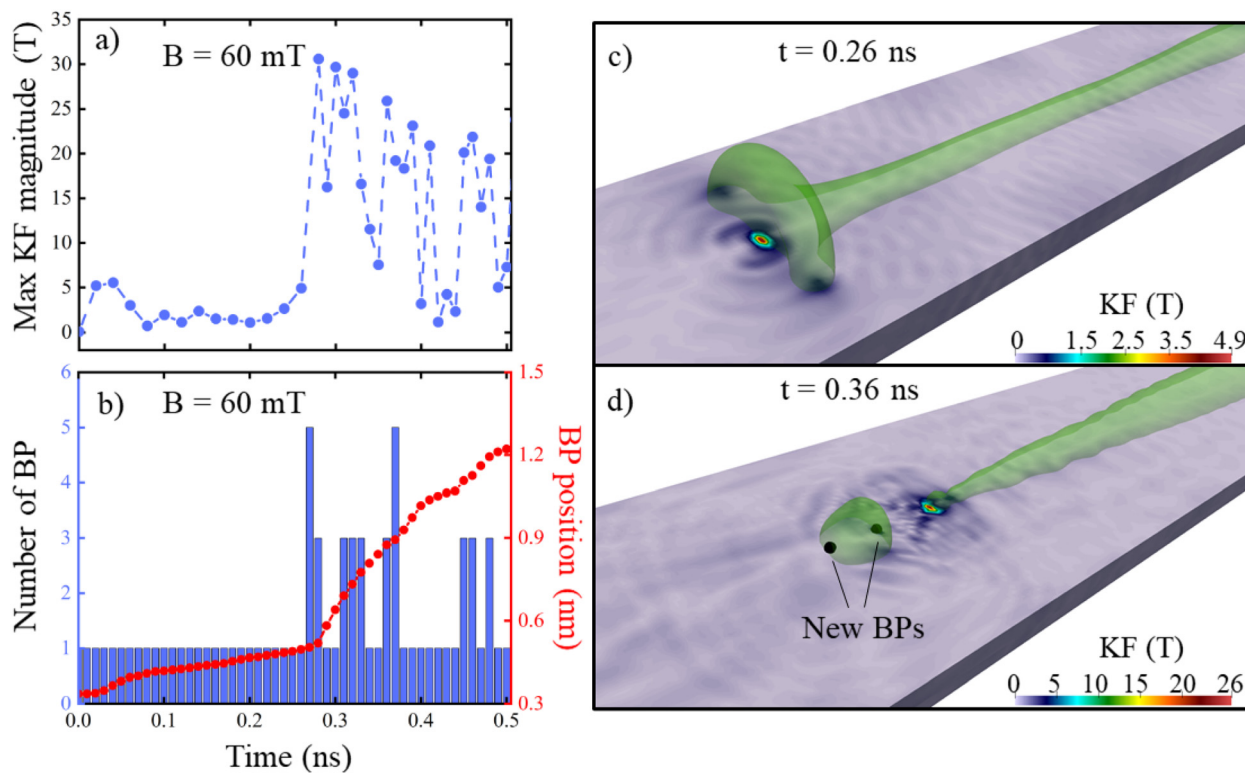 a)
B = 60 mT
Max KF magnitude (T)
35
30
25
20
15
10
5
0
b)
B = 60 mT
Number of BP
6
5
4
3
2
1
0
BP position (nm)
1.5
1.2
0.9
0.6
0.3
0.0 0.1 0.2 0.3 0.4 0.5
Time (ns)
c)
t = 0.26 ns
KF (T)
0 1.5 2.5 3.5 4.9
d)
t = 0.36 ns
New BPs
KF (T)
0 5 10 15 20 26